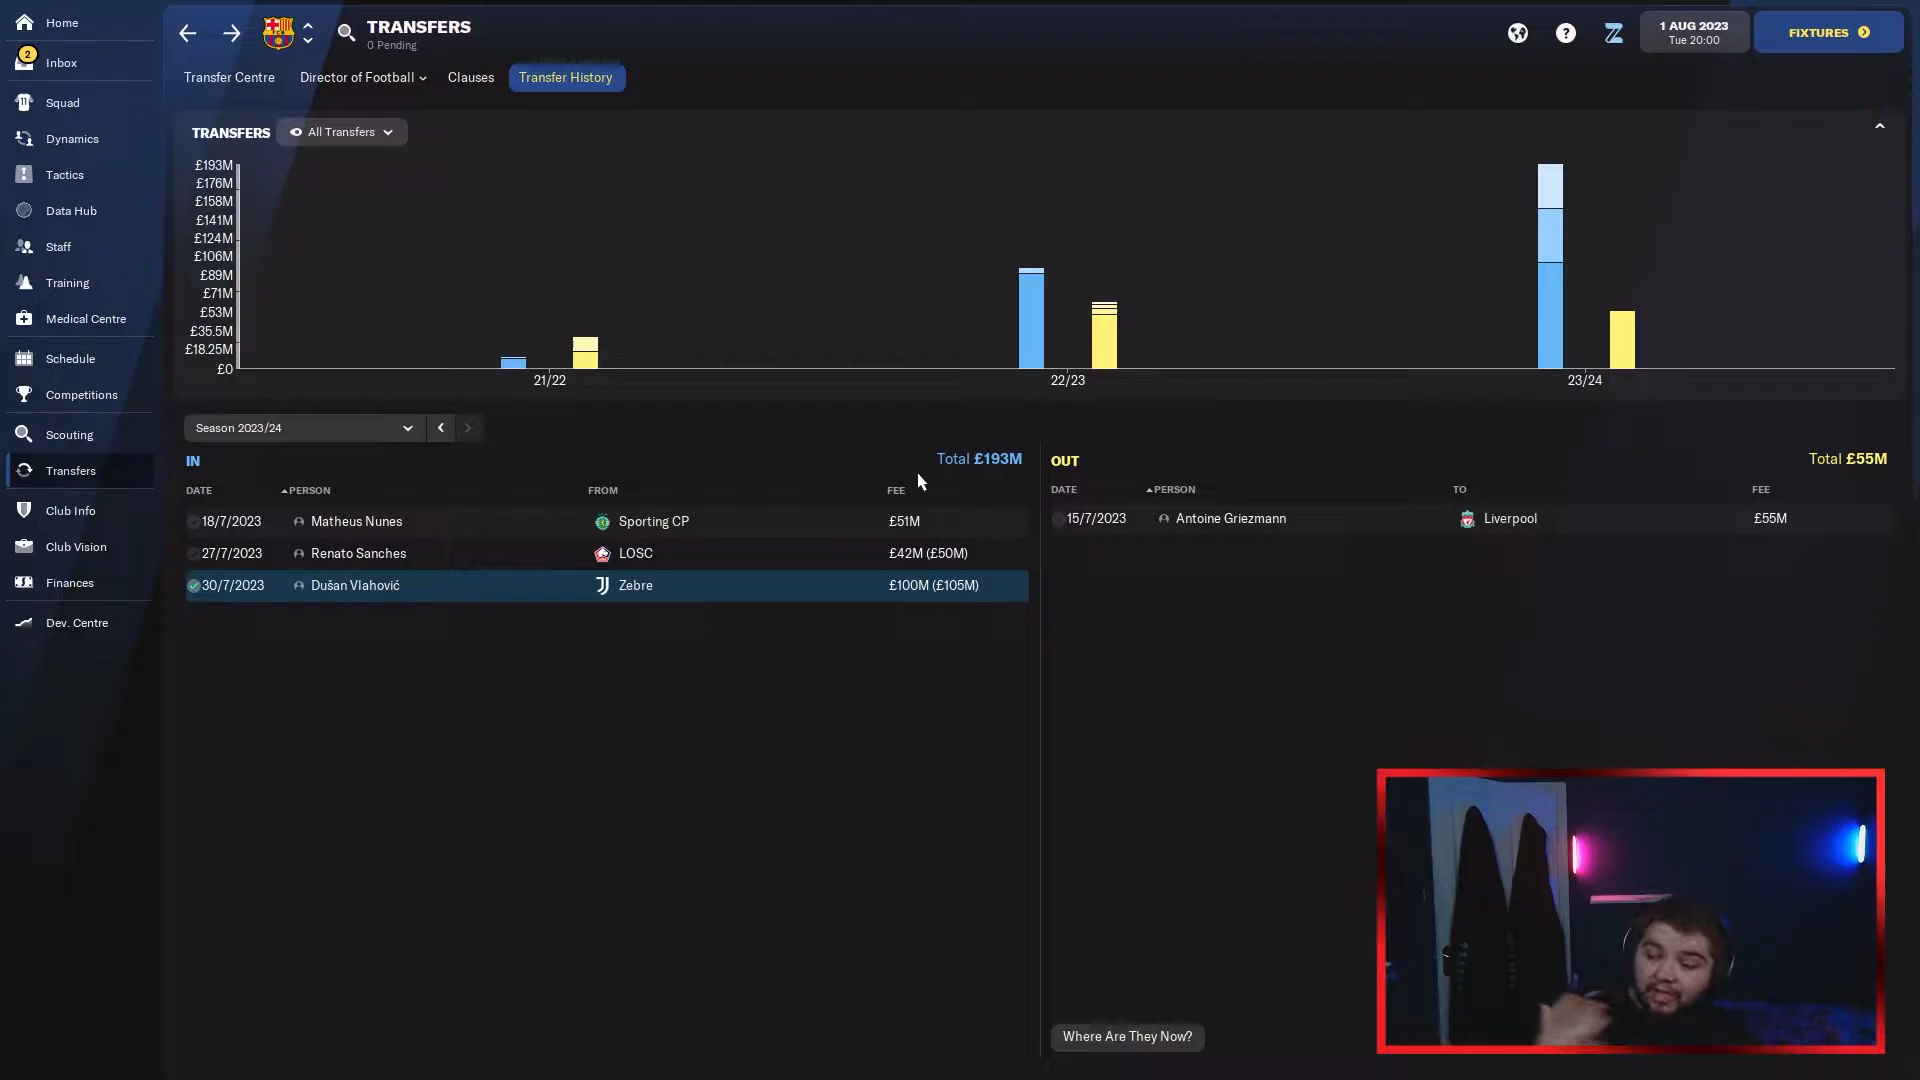 Home
2
Inbox
Squad
Dynamics
Tactics
Data Hub
Staff
Training
Medical Centre
Schedule
Competitions
Scouting
Transfers
Club Info
Club Vision
Finances
Dev. Centre
TRANSFERS
0 Pending
1 AUG 2023
Tue 20:00
FIXTURES
Transfer Centre Director of Football Clauses Transfer History
TRANSFERS All Transfers
£193M
£176M
£158M
£141M
£124M
£106M
£89M
£71M
£53M
£35.5M
£18.25M
£0
21/22 22/23 23/24
Season 2023/24
IN Total £193M
DATE PERSON FROM FEE
18/7/2023 Matheus Nunes Sporting CP £51M
27/7/2023 Renato Sanches LOSC £42M (£50M)
30/7/2023 Dušan Vlahović Zebre £100M (£105M)
OUT Total £55M
DATE PERSON TO FEE
15/7/2023 Antoine Griezmann Liverpool £55M
Where Are They Now?